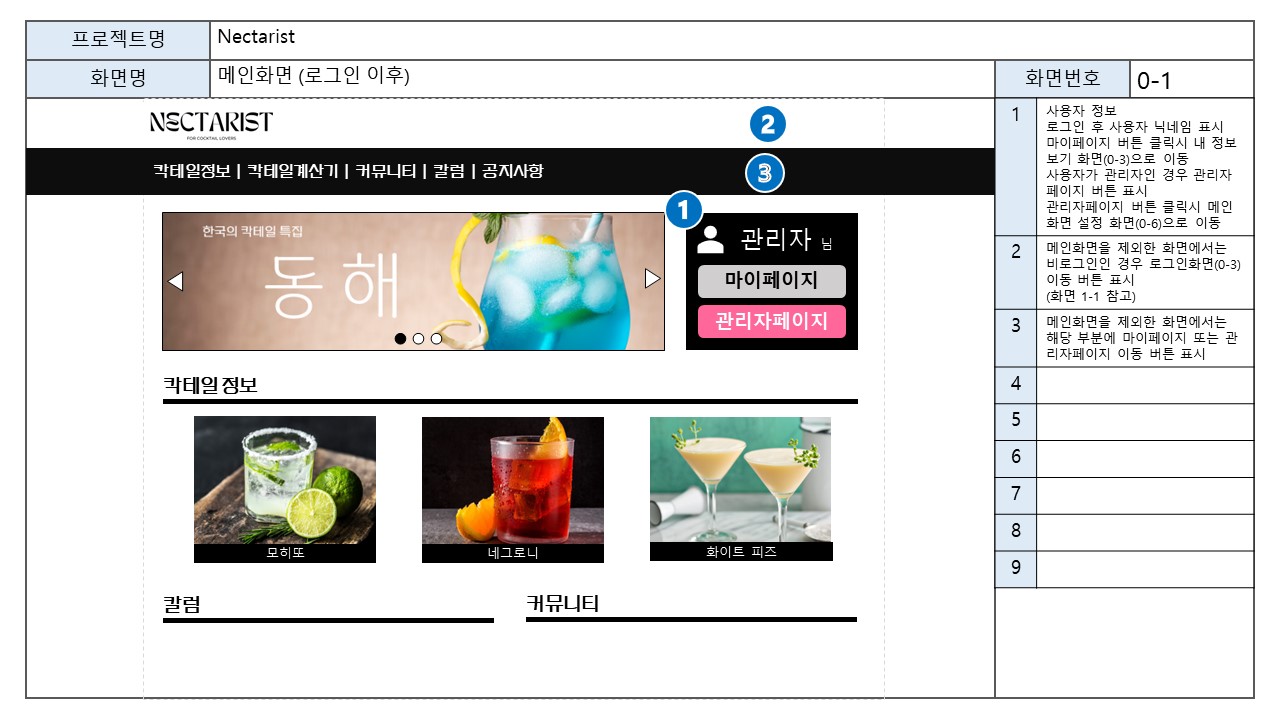 프로젝트명
Nectarist
화면명
메인화면 (로그인 이후)
화면번호
0-1
NECTARIST
FOR COCKTAIL LOVERS
2
칵테일정보 | 칵테일계산기 | 커뮤니티 | 칼럼 | 공지사항
3
1
한국의 칵테일 특집
동해
관리자 님
마이페이지
관리자페이지
칵테일 정보
모히또
네그로니
화이트 피즈
칼럼
커뮤니티
1
사용자 정보
로그인 후 사용자 닉네임 표시
마이페이지 버튼 클릭시 내 정보
보기 화면(0-3)으로 이동
사용자가 관리자인 경우 관리자
페이지 버튼 표시
관리자페이지 버튼 클릭시 메인
화면 설정 화면(0-6)으로 이동
2
메인화면을 제외한 화면에서는
비로그인인 경우 로그인화면(0-3)
이동 버튼 표시
(화면 1-1 참고)
3
메인화면을 제외한 화면에서는
해당 부분에 마이페이지 또는 관
리자페이지 이동 버튼 표시
4
5
6
7
8
9